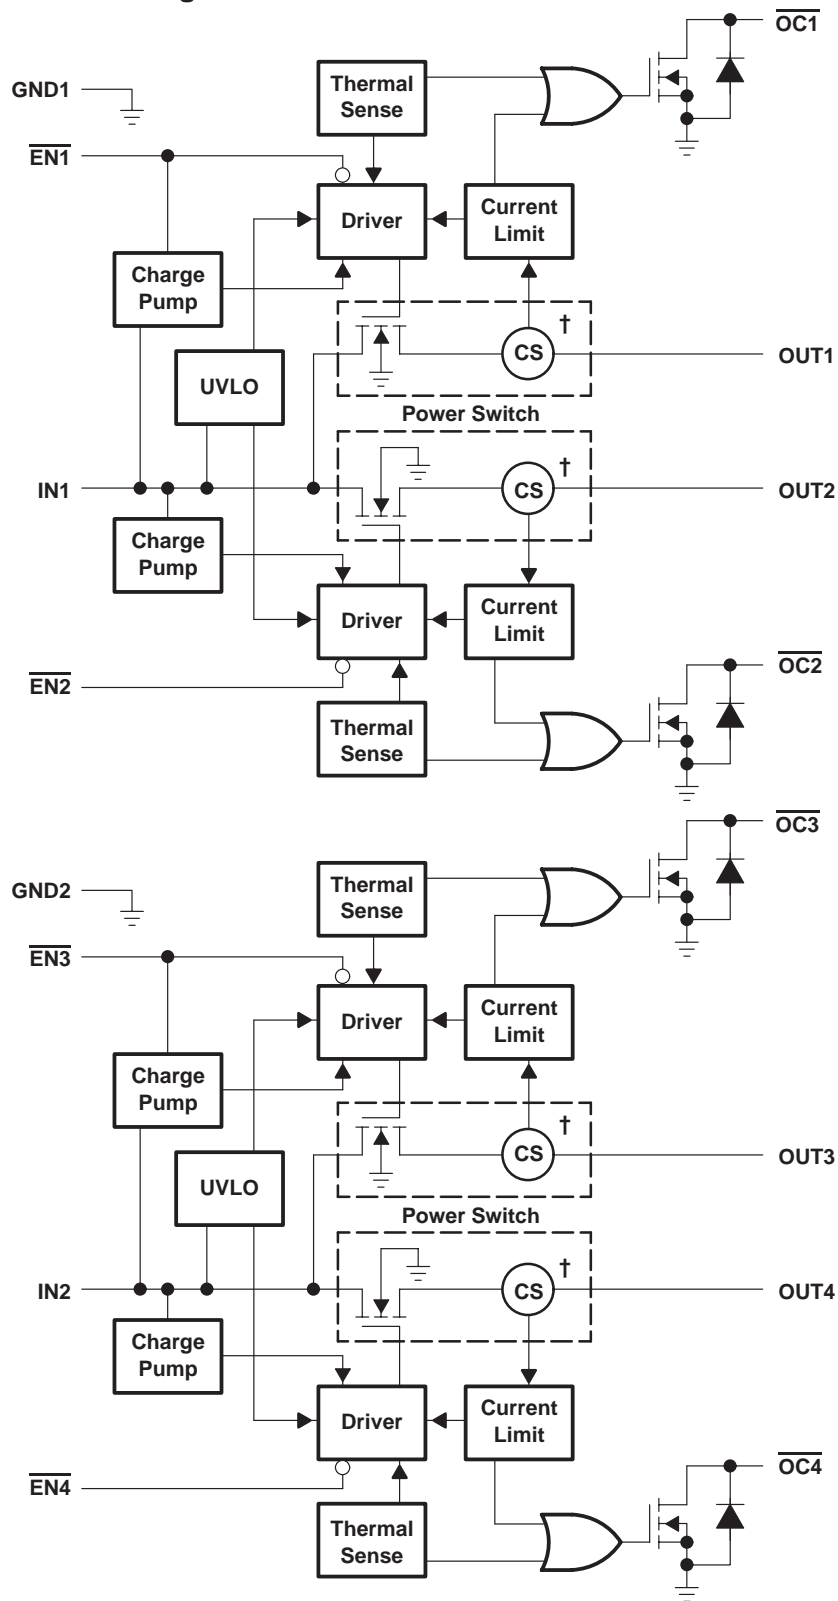 OC1
Thermal
Sense
GND1
EN1
Driver
Current
Limit
Charge
Pump
†
CS
OUT1
UVLO
Power Switch
†
IN1
CS
OUT2
Charge
Pump
Driver
Current
Limit
OC2
EN2
Thermal
Sense
OC3
Thermal
Sense
GND2
EN3
Driver
Current
Limit
Charge
Pump
†
CS
OUT3
UVLO
Power Switch
†
IN2
CS
OUT4
Charge
Pump
Driver
Current
Limit
OC4
EN4
Thermal
Sense